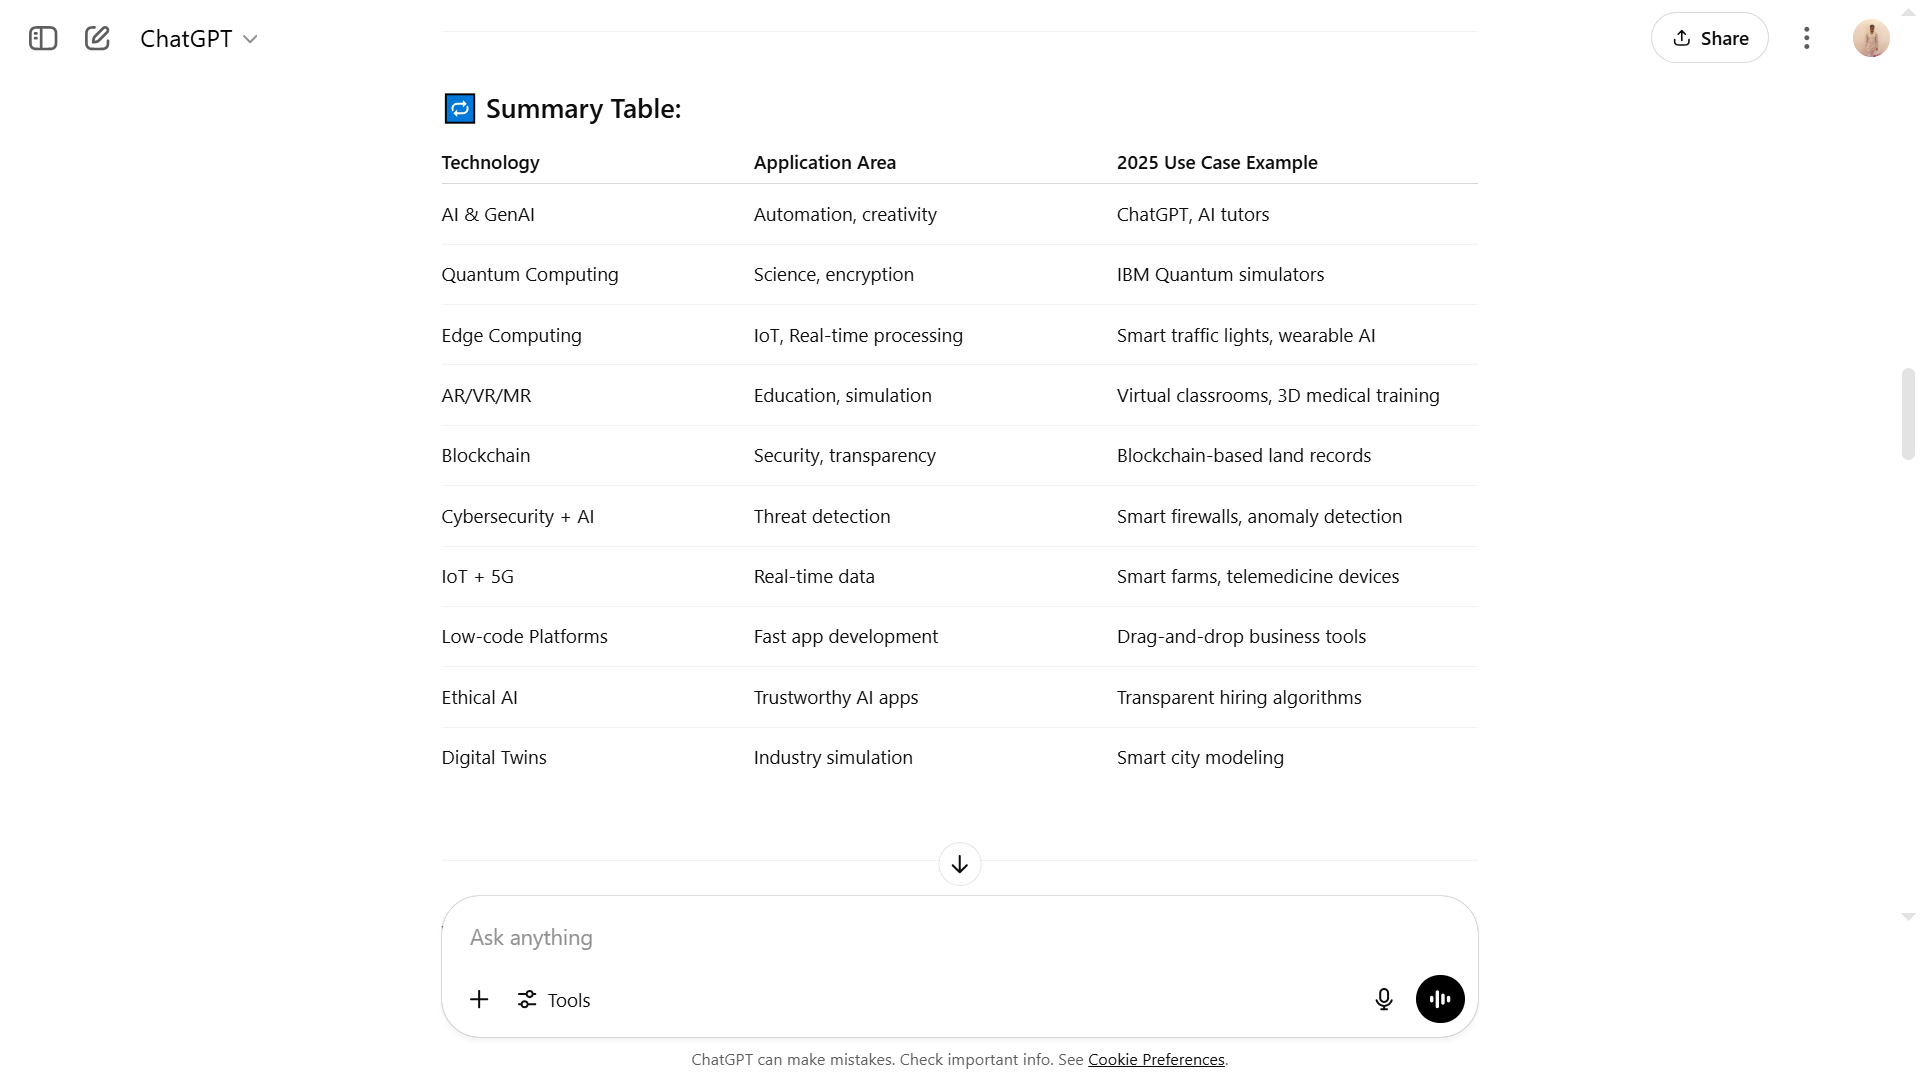 ChatGPT
Share
Summary Table:
Technology Application Area 2025 Use Case Example
AI & GenAI Automation, creativity ChatGPT, AI tutors
Quantum Computing Science, encryption IBM Quantum simulators
Edge Computing IoT, Real-time processing Smart traffic lights, wearable AI
AR/VR/MR Education, simulation Virtual classrooms, 3D medical training
Blockchain Security, transparency Blockchain-based land records
Cybersecurity + AI Threat detection Smart firewalls, anomaly detection
IoT + 5G Real-time data Smart farms, telemedicine devices
Low-code Platforms Fast app development Drag-and-drop business tools
Ethical AI Trustworthy AI apps Transparent hiring algorithms
Digital Twins Industry simulation Smart city modeling
Ask anything
Tools
ChatGPT can make mistakes. Check important info. See Cookie Preferences.